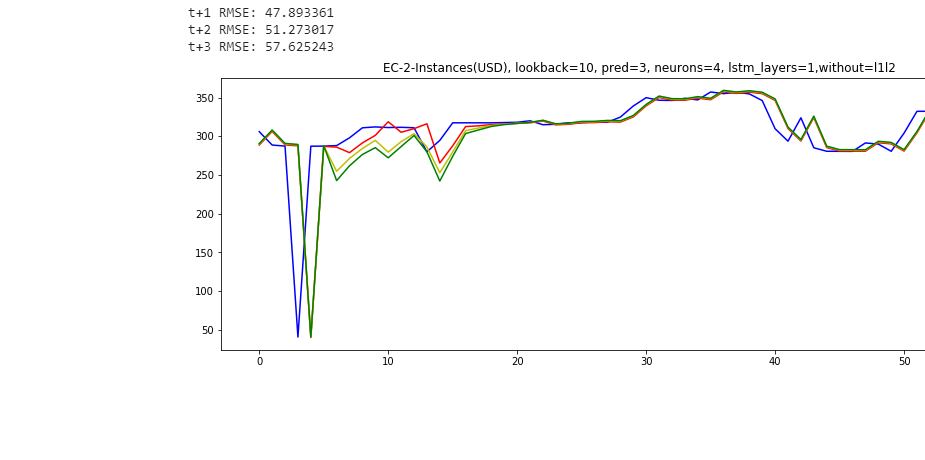 t+1 RMSE: 47.893361
t+2 RMSE: 51.273017
t+3 RMSE: 57.625243
EC-2-Instances(USD), lookback=10, pred=3, neurons=4, lstm_layers=1,without=l1l2
350
300
250
200
150
100
50
0 10 20 30 40 50